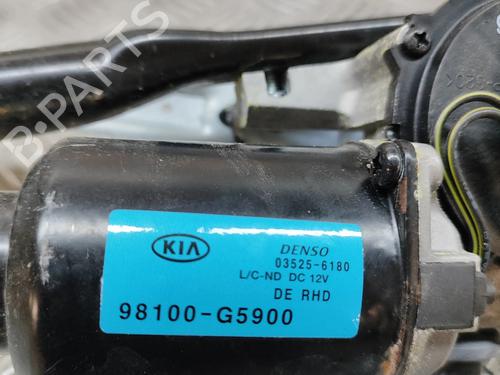 B-PARTS
KIA
DENSO
03525-6180
L/C-ND DC 12V
DE RHD
98100-G5900